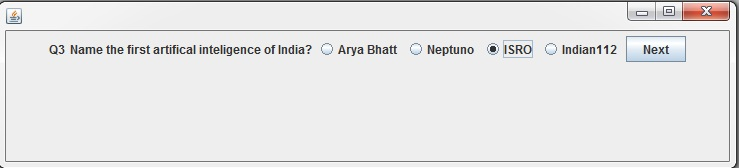 Q3 Name the first artifical inteligence of India? Arya Bhatt Neptuno ISRO Indian112 Next